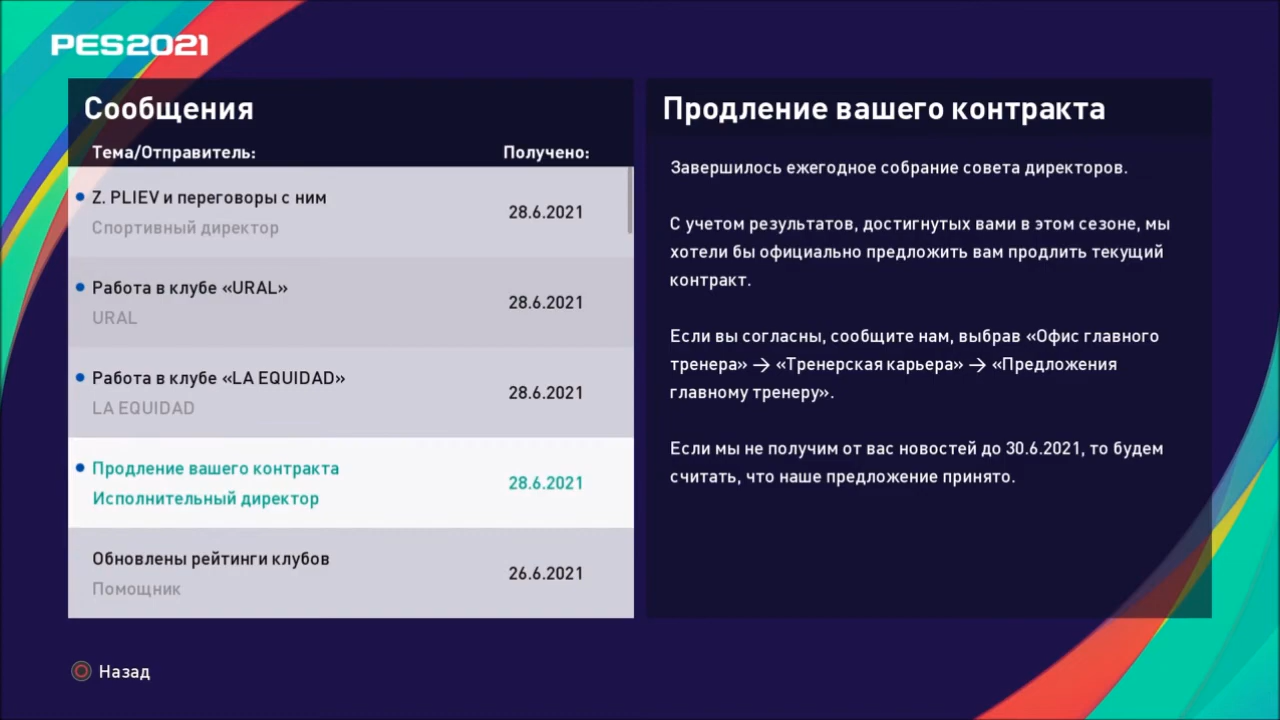 PES2021
Сообщения
Тема/Отправитель:
Получено:
Z. PLIEV и переговоры с ним
Спортивный директор
28.6.2021
Работа в клубе «URAL»
URAL
28.6.2021
Работа в клубе «LA EQUIDAD»
LA EQUIDAD
28.6.2021
Продление вашего контракта
Исполнительный директор
28.6.2021
Обновлены рейтинги клубов
Помощник
26.6.2021
Продление вашего контракта
Завершилось ежегодное собрание совета директоров.
С учетом результатов, достигнутых вами в этом сезоне, мы
хотели бы официально предложить вам продлить текущий
контракт.
Если вы согласны, сообщите нам, выбрав «Офис главного
тренера» → «Тренерская карьера» → «Предложения
главному тренеру».
Если мы не получим от вас новостей до 30.6.2021, то будем
считать, что наше предложение принято.
Назад